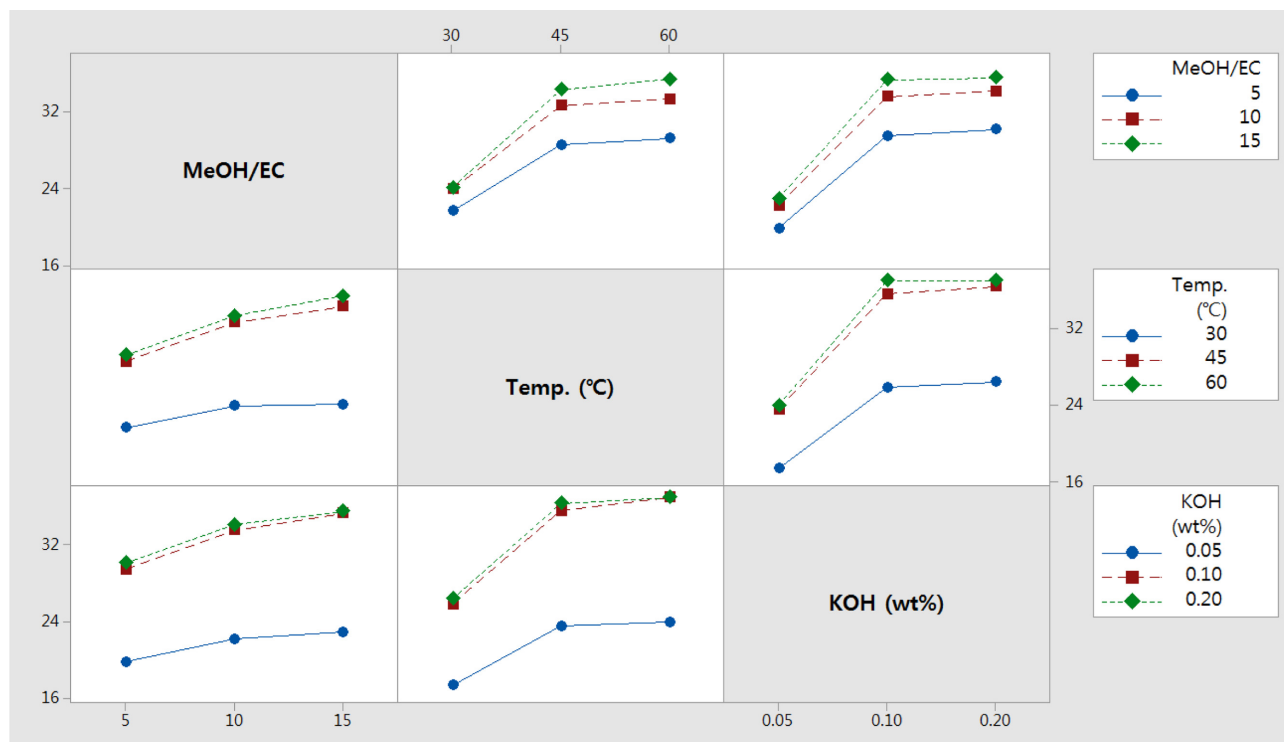 30 45 60
MeOH/EC
5
10
15
32
24
16
MeOH/EC
Temp.
(℃)
30
45
60
32
24
16
Temp. (℃)
KOH
(wt%)
0.05
0.10
0.20
32
24
16
KOH (wt%)
5 10 15 0.05 0.10 0.20